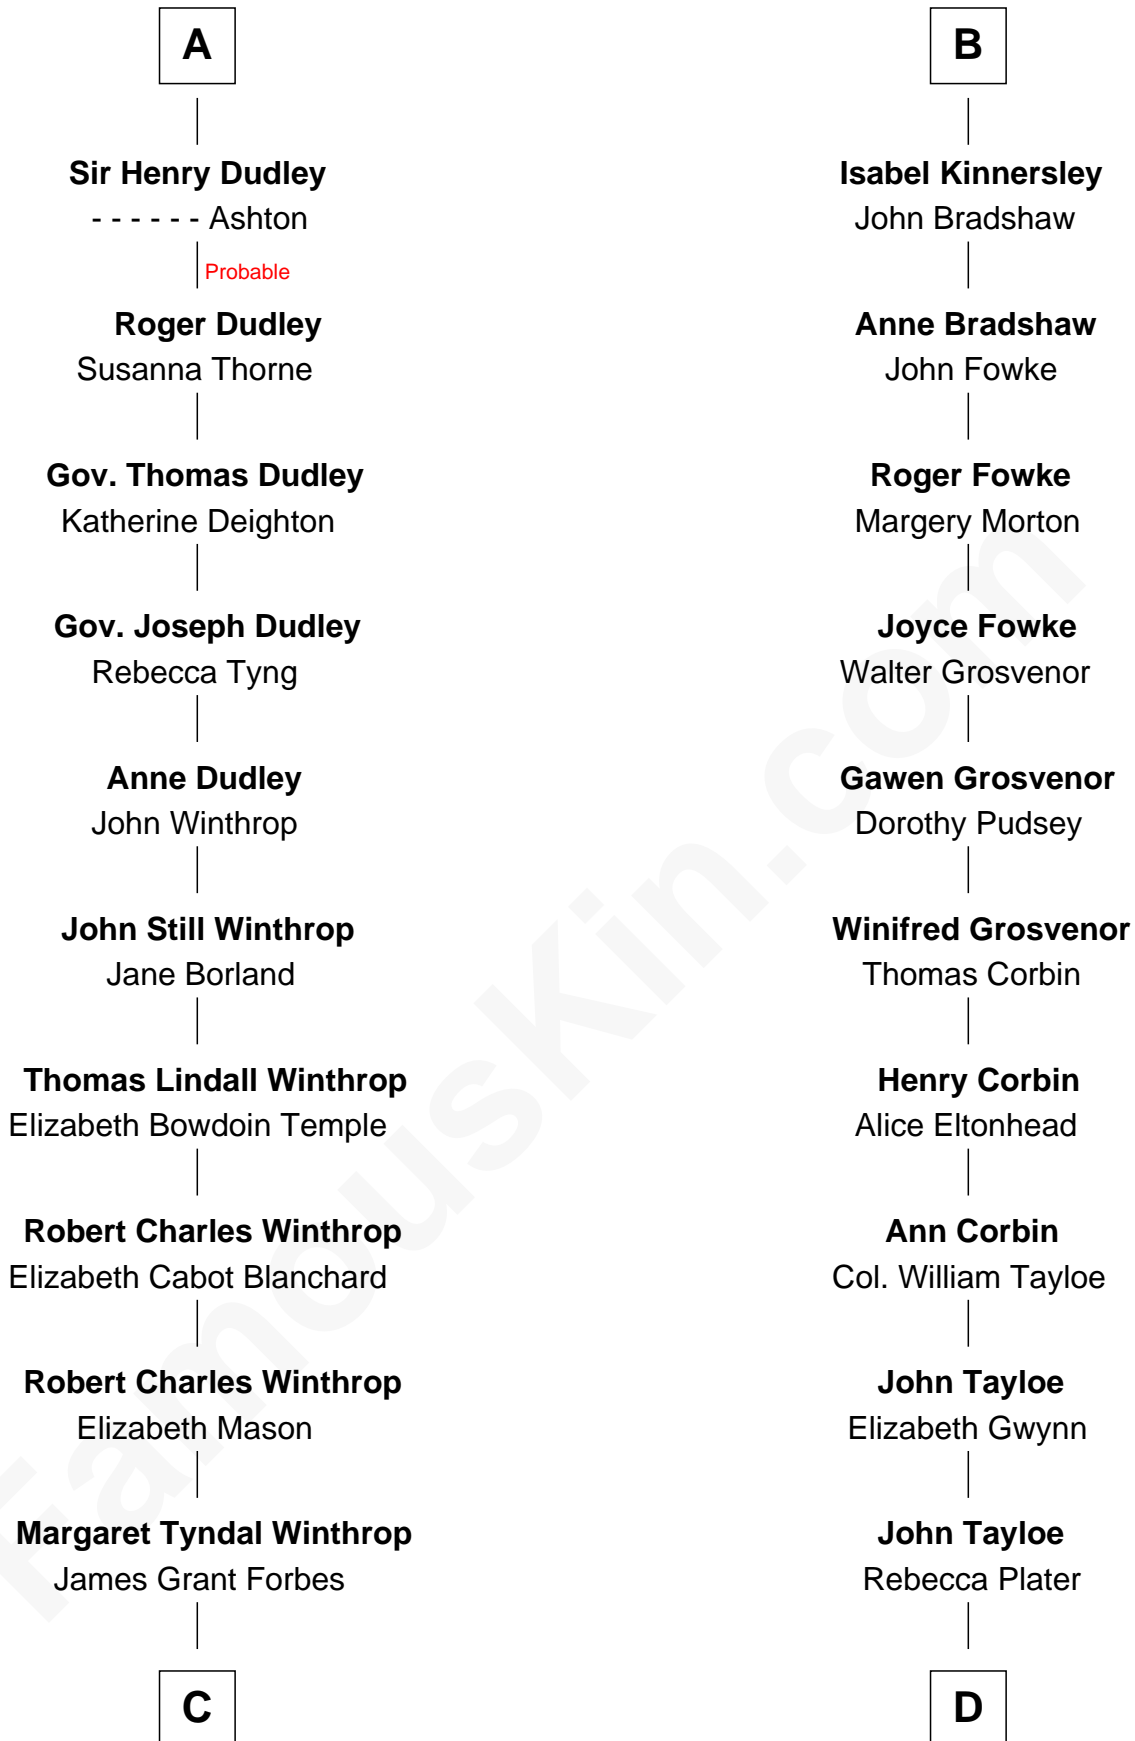 A
Sir Henry Dudley
- - - - - - Ashton
Probable
Roger Dudley
Susanna Thorne
Gov. Thomas Dudley
Katherine Deighton
Gov. Joseph Dudley
Rebecca Tyng
Anne Dudley
John Winthrop
John Still Winthrop
Jane Borland
Thomas Lindall Winthrop
Elizabeth Bowdoin Temple
Robert Charles Winthrop
Elizabeth Cabot Blanchard
Robert Charles Winthrop
Elizabeth Mason
Margaret Tyndal Winthrop
James Grant Forbes
C
B
Isabel Kinnersley
John Bradshaw
Anne Bradshaw
John Fowke
Roger Fowke
Margery Morton
Joyce Fowke
Walter Grosvenor
Gawen Grosvenor
Dorothy Pudsey
Winifred Grosvenor
Thomas Corbin
Henry Corbin
Alice Eltonhead
Ann Corbin
Col. William Tayloe
John Tayloe
Elizabeth Gwynn
John Tayloe
Rebecca Plater
D
FamousKin.com